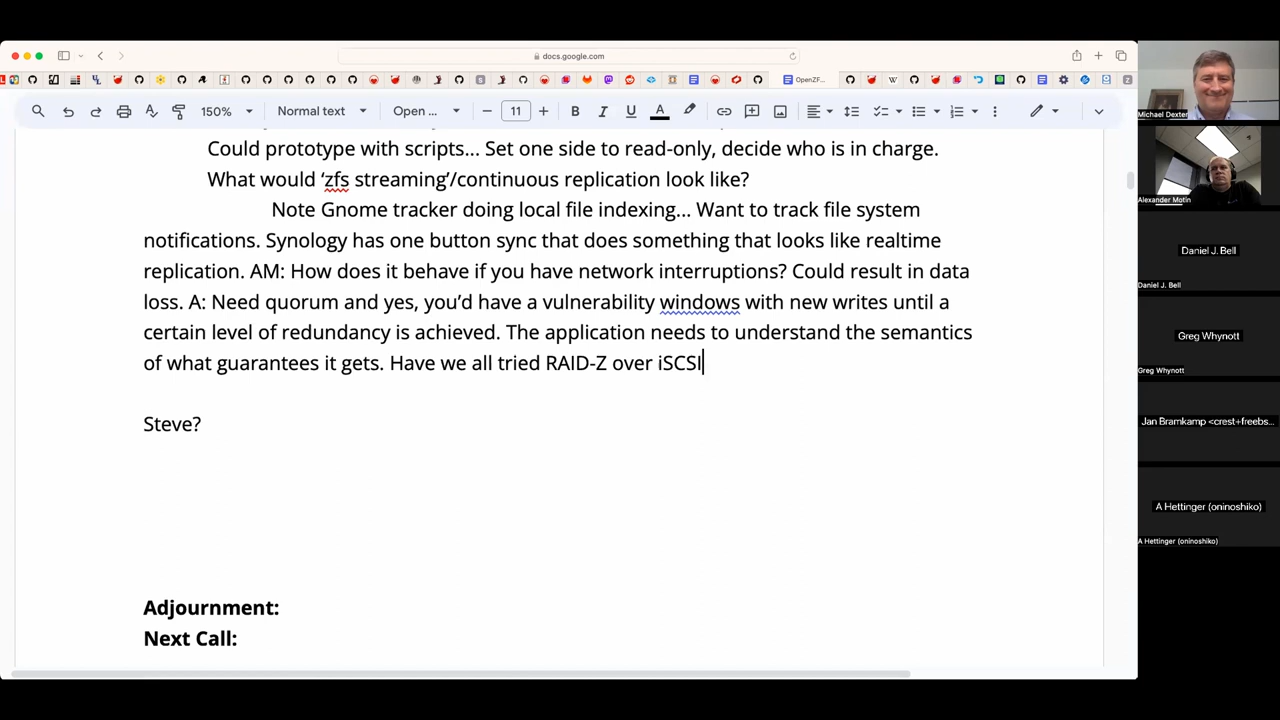 docs.google.com
OpenZF...
150%
Normal text
Open ...
11
Could prototype with scripts... Set one side to read-only, decide who is in charge.
What would ‘zfs streaming’/continuous replication look like?
Note Gnome tracker doing local file indexing... Want to track file system
notifications. Synology has one button sync that does something that looks like realtime
replication. AM: How does it behave if you have network interruptions? Could result in data
loss. A: Need quorum and yes, you’d have a vulnerability windows with new writes until a
certain level of redundancy is achieved. The application needs to understand the semantics
of what guarantees it gets. Have we all tried RAID-Z over iSCSI
Steve?
Adjournment:
Next Call:
Michael Dexter
Alexander Motin
Daniel J. Bell
Daniel J. Bell
Greg Whynott
Greg Whynott
Jan Bramkamp <crest+freebs...
A Hettinger (oninoshiko)
A Hettinger (oninoshiko)